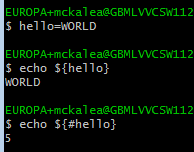 EUROPA+mckalea@GBMLVVCSW112
$ hello=WORLD
EUROPA+mckalea@GBMLVVCSW112
$ echo ${hello}
WORLD
EUROPA+mckalea@GBMLVVCSW112
$ echo ${#hello}
5